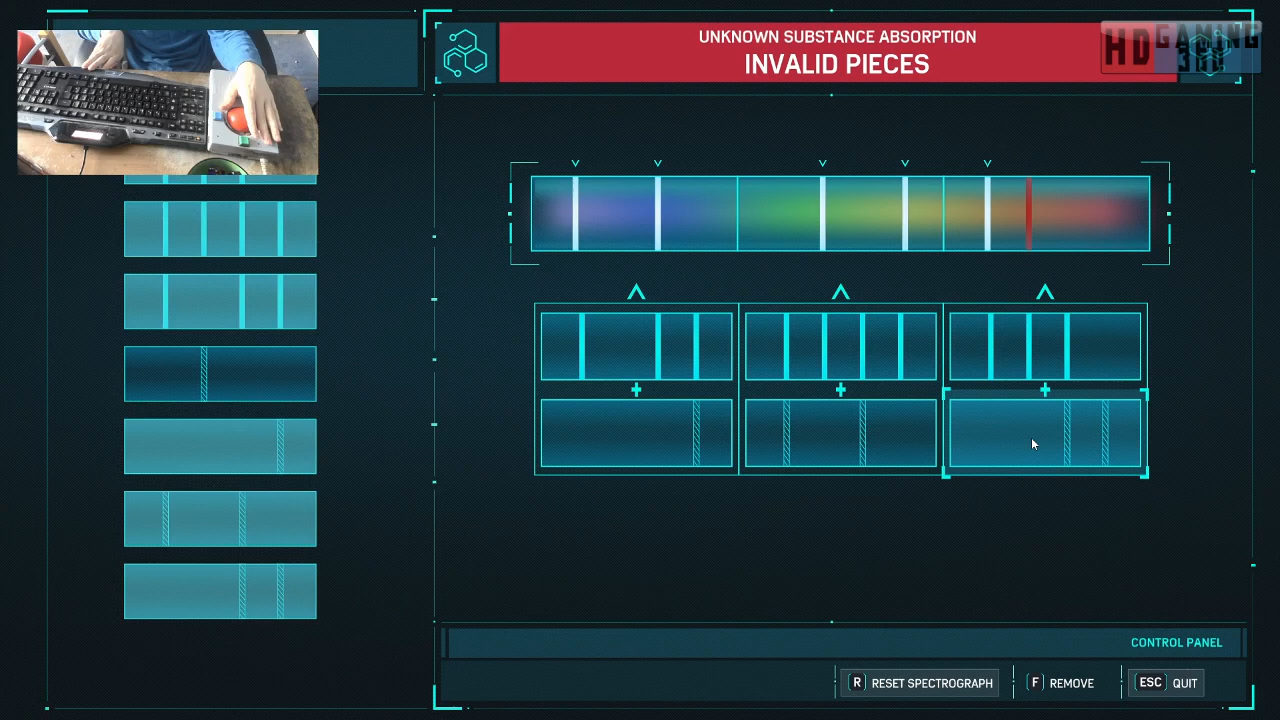 UNKNOWN SUBSTANCE ABSORPTION
INVALID PIECES
HD GAMING
CONTROL PANEL
R RESET SPECTROGRAPH
F REMOVE
ESC QUIT